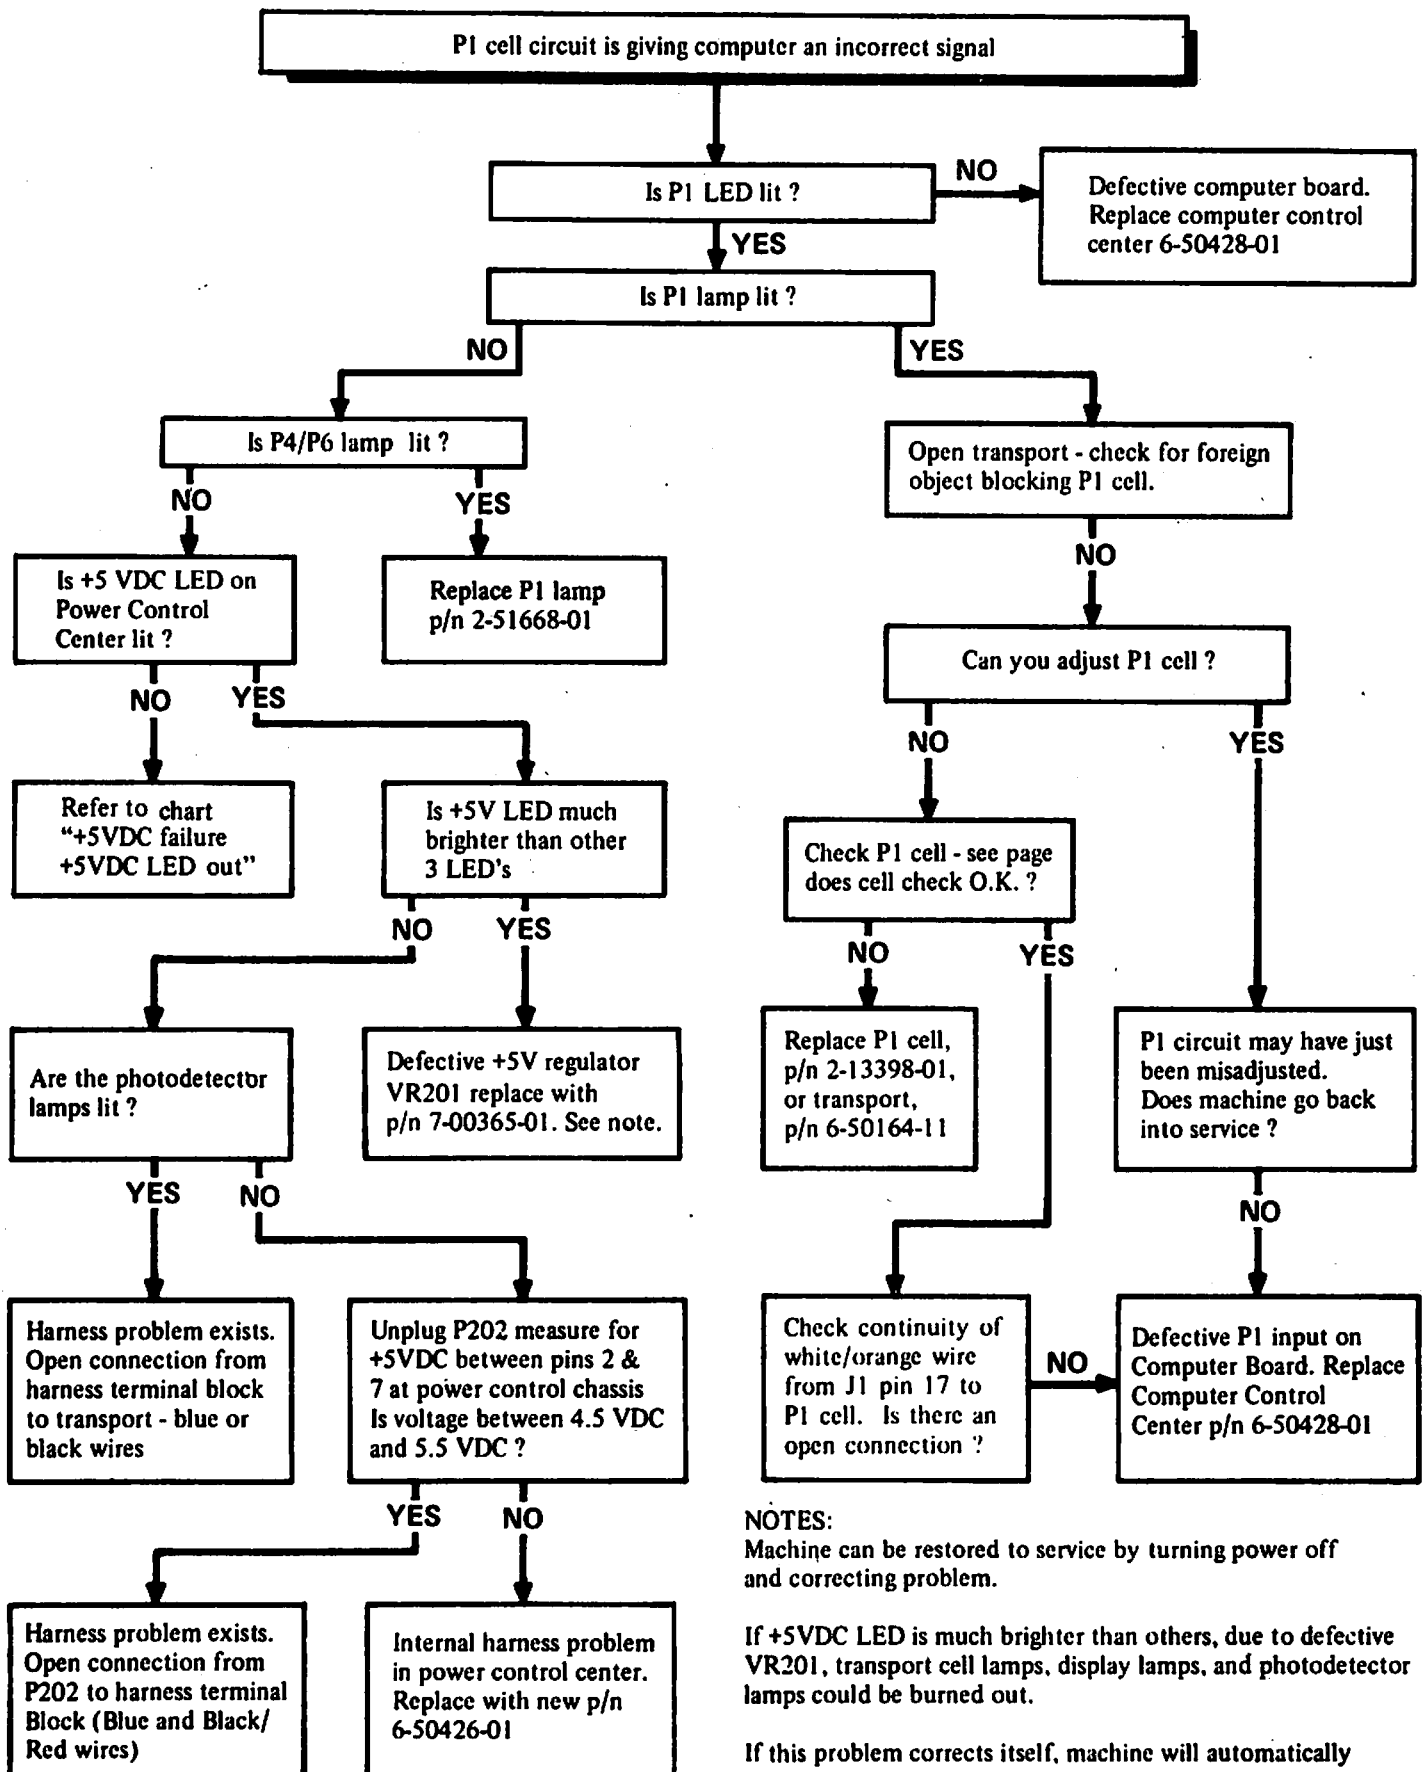 P1 cell circuit is giving computer an incorrect signal
Is P1 LED lit ?
NO
Defective computer board.
Replace computer control
center 6-50428-01
YES
Is P1 lamp lit ?
NO
YES
Is P4/P6 lamp lit ?
Open transport - check for foreign
object blocking P1 cell.
NO
YES
NO
Is +5 VDC LED on
Power Control
Center lit ?
Replace P1 lamp
p/n 2-51668-01
Can you adjust P1 cell ?
NO
YES
NO
YES
Refer to chart
“+5VDC failure
+5VDC LED out”
Is +5V LED much
brighter than other
3 LED's
Check P1 cell - see page
does cell check O.K. ?
NO
YES
NO
YES
Are the photodetector
lamps lit ?
Defective +5V regulator
VR201 replace with
p/n 7-00365-01. See note.
Replace P1 cell,
p/n 2-13398-01,
or transport,
p/n 6-50164-11
P1 circuit may have just
been misadjusted.
Does machine go back
into service ?
YES
NO
NO
Harness problem exists.
Open connection from
harness terminal block
to transport - blue or
black wires
Unplug P202 measure for
+5VDC between pins 2 &
7 at power control chassis
Is voltage between 4.5 VDC
and 5.5 VDC ?
Check continuity of
white/orange wire
from J1 pin 17 to
P1 cell. Is there an
open connection ?
NO
Defective P1 input on
Computer Board. Replace
Computer Control
Center p/n 6-50428-01
YES
NO
Harness problem exists.
Open connection from
P202 to harness terminal
Block (Blue and Black/
Red wires)
Internal harness problem
in power control center.
Replace with new p/n
6-50426-01
NOTES:
Machine can be restored to service by turning power off
and correcting problem.
If +5VDC LED is much brighter than others, due to defective
VR201, transport cell lamps, display lamps, and photodetector
lamps could be burned out.
If this problem corrects itself, machine will automatically